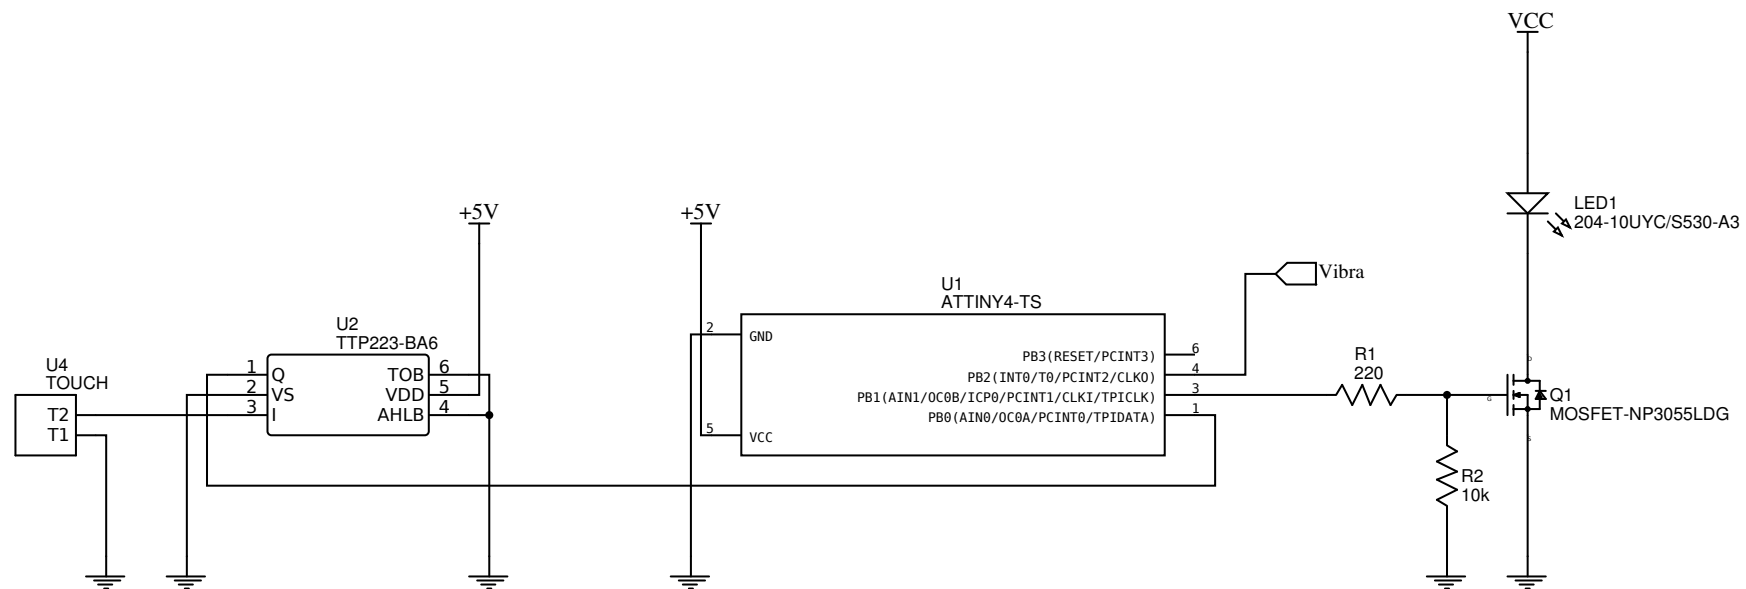 VCC
LED1
204-10UYC/S530-A3
+5V
+5V
Vibra
U1
ATTINY4-TS
U2
TTP223-BA6
U4
TOUCH
T2
T1
1
2
3
Q
VS
I
TOB
VDD
AHLB
6
5
4
2
GND
5
VCC
PB3(RESET/PCINT3)
6
PB2(INT0/T0/PCINT2/CLKO)
4
PB1(AIN1/OC0B/ICP0/PCINT1/CLKI/TPICLK)
3
PB0(AIN0/OC0A/PCINT0/TPIDATA)
1
R1
220
R2
10k
D
G
S
Q1
MOSFET-NP3055LDG